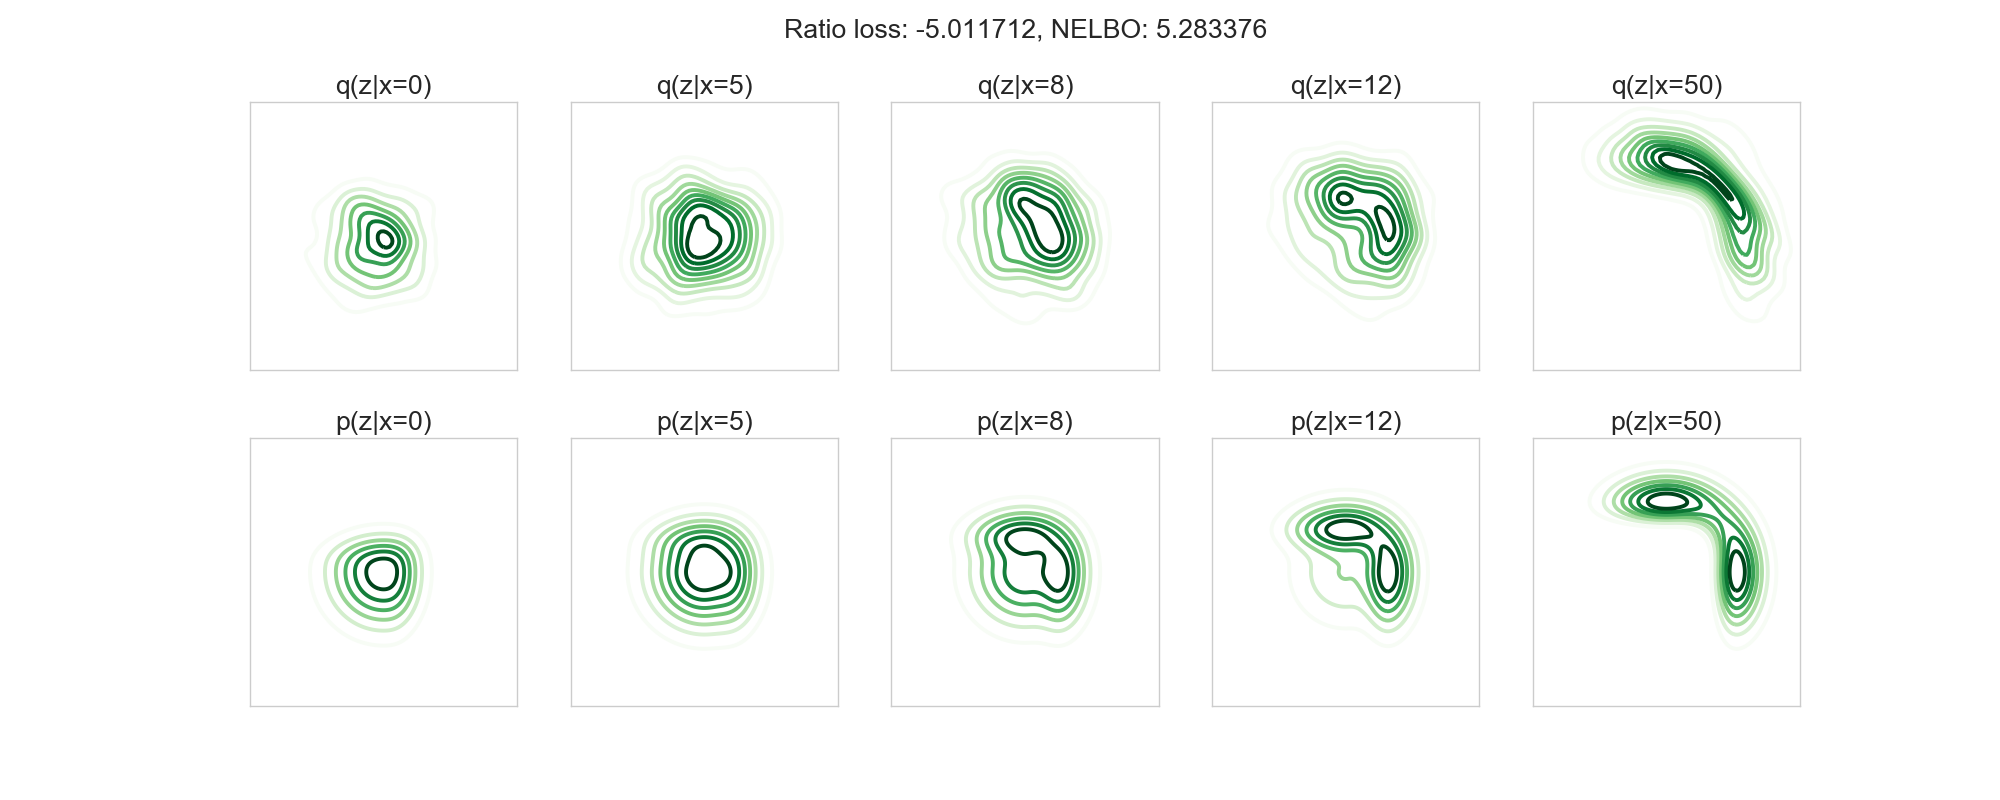 Ratio loss: -5.011712, NELBO: 5.283376
q(z|x=0) q(z|x=5) q(z|x=8) q(z|x=12) q(z|x=50)
p(z|x=0) p(z|x=5) p(z|x=8) p(z|x=12) p(z|x=50)